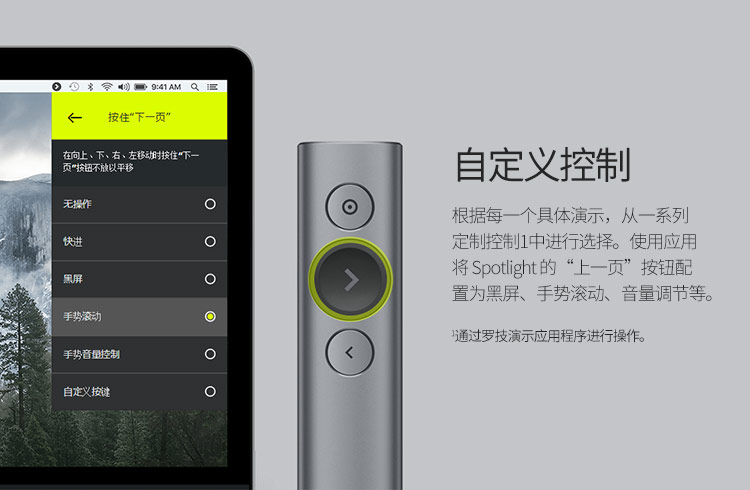 9:41 AM
按住“下一页”
在向上、下、右、左移动时按住“下一
页”按钮不放以平移
无操作
快进
黑屏
手势滚动
手势音量控制
自定义按键
自定义控制
根据每一个具体演示，从一系列
定制控制1中进行选择。使用应用
将 Spotlight 的“上一页”按钮配
置为黑屏、手势滚动、音量调节等。
¹通过罗技演示应用程序进行操作。